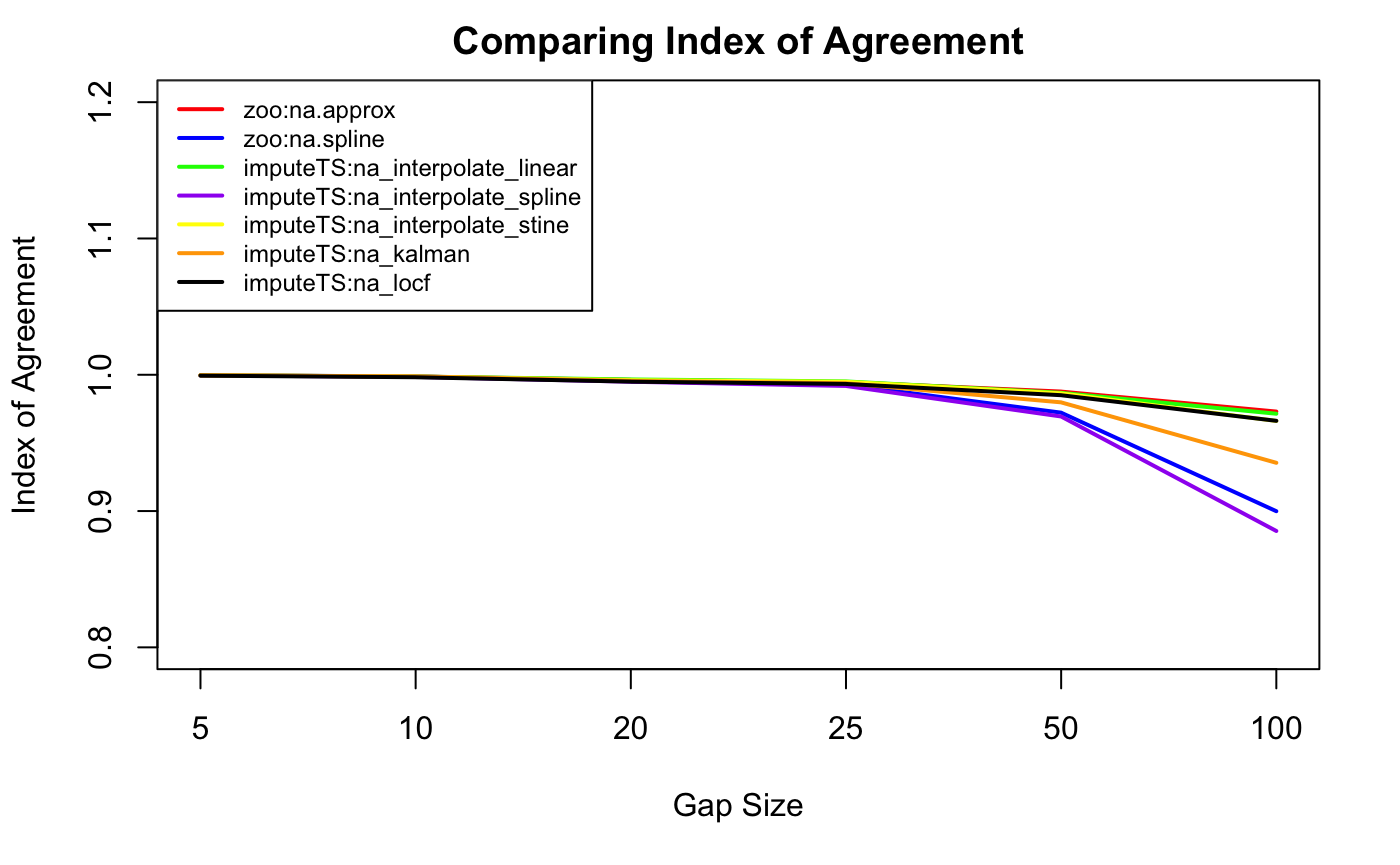 Comparing Index of Agreement
Index of Agreement
1.2
1.1
1.0
0.9
0.8
zoo:na.approx
zoo:na.spline
imputeTS:na_interpolate_linear
imputeTS:na_interpolate_spline
imputeTS:na_interpolate_stine
imputeTS:na_kalman
imputeTS:na_locf
5 10 20 25 50 100
Gap Size